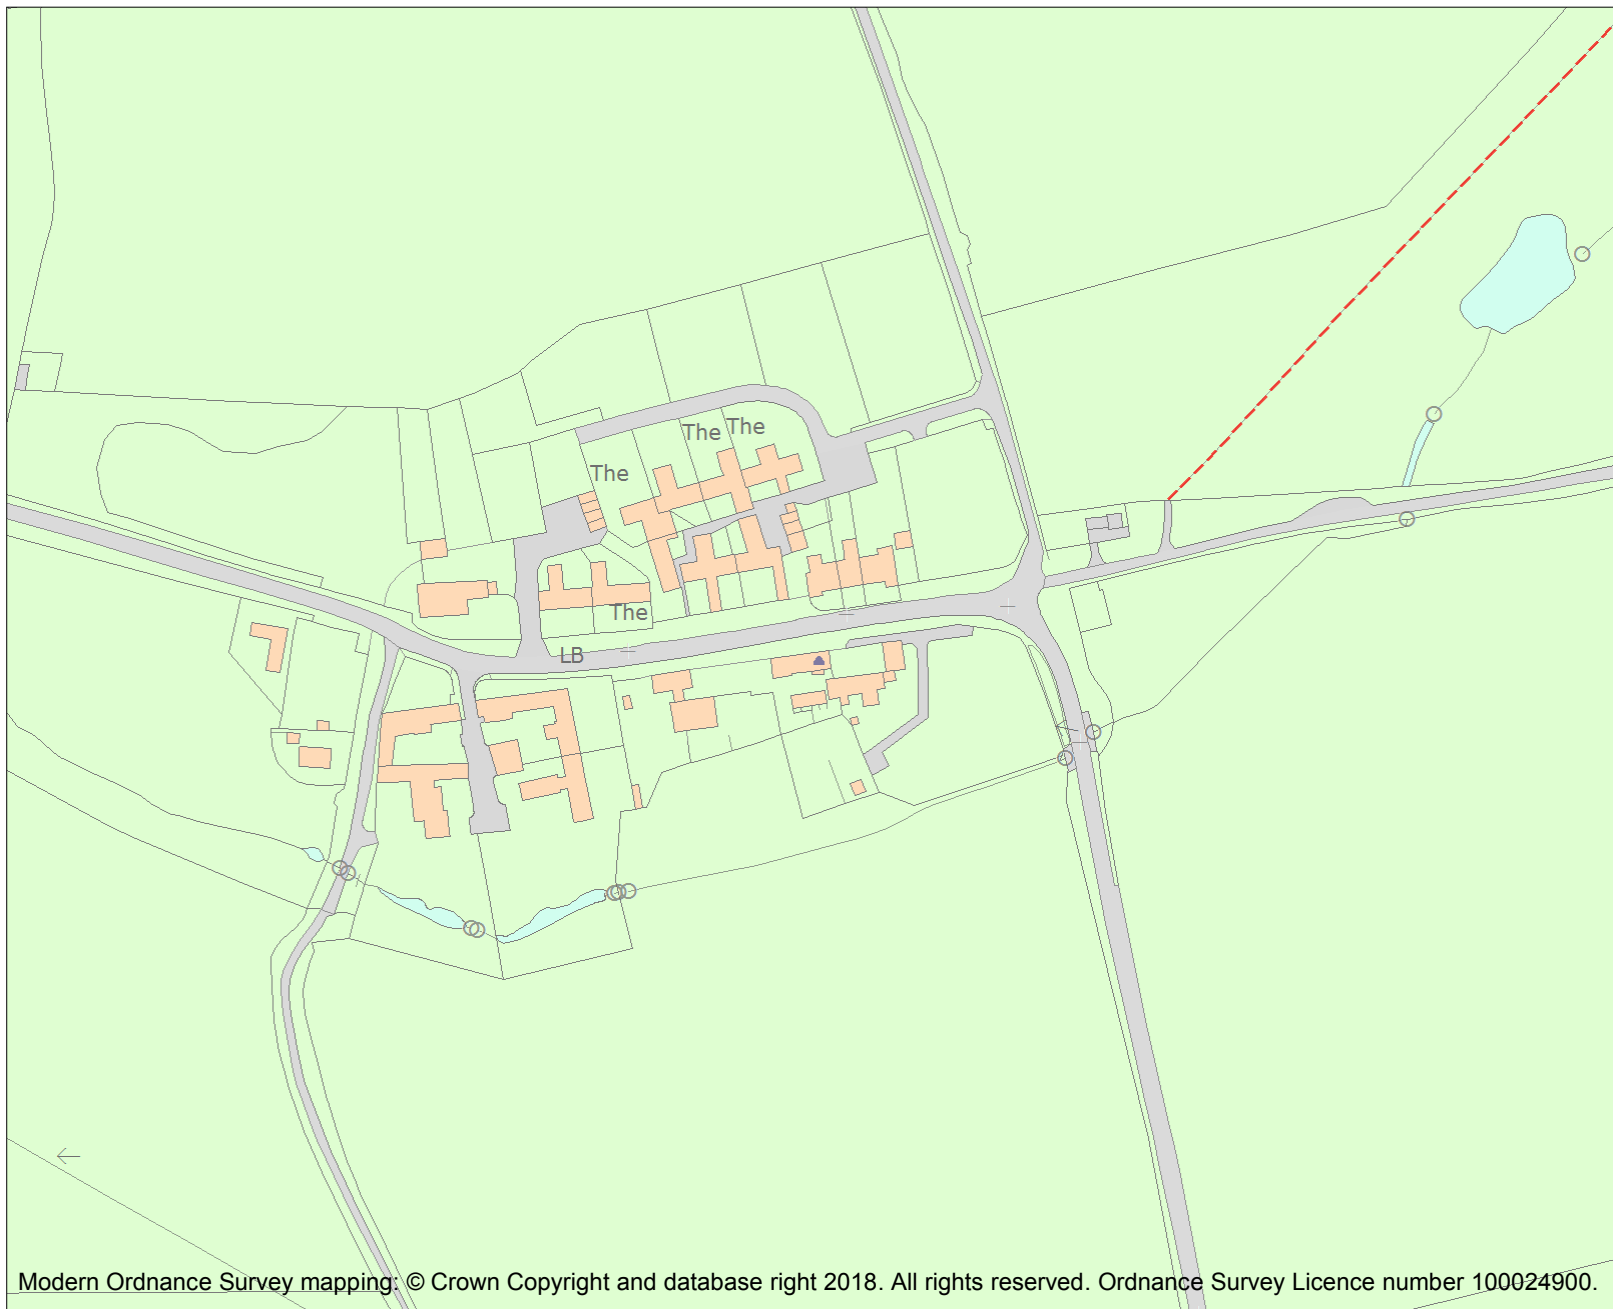 The
The
The
The
LB
Modern Ordnance Survey mapping: © Crown Copyright and database right 2018. All rights reserved. Ordnance Survey Licence number 100024900.